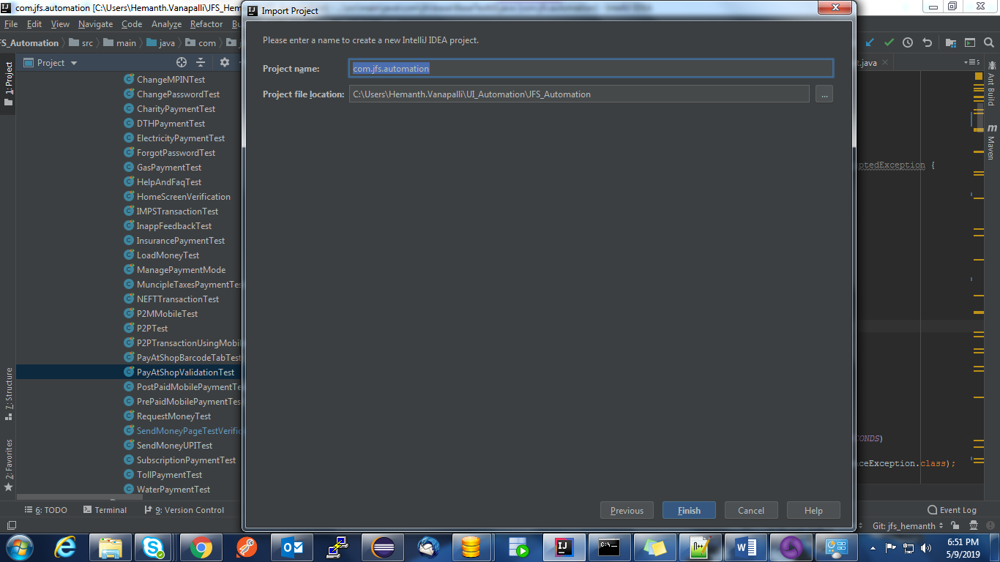 com.jfs.automation [C:\Users\Hemanth.Vanapalli\JFS_Hem
Import Project
File Edit View Navigate Code Analyze Refactor Bu
FS_Automation src main java com
Project
1: Project
7: Structure
2: Favorites
ChangeMPINTest
ChangePasswordTest
CharityPaymentTest
DTHPaymentTest
ElectricityPaymentTest
ForgotPasswordTest
GasPaymentTest
HelpAndFaqTest
HomeScreenVerification
IMPSTransactionTest
InappFeedbackTest
InsurancePaymentTest
LoadMoneyTest
ManagePaymentMode
MuncipleTaxesPaymentTes
NEFTTransactionTest
P2MMobileTest
P2PTest
P2PTransactionUsingMobil
PayAtShopBarcodeTabTest
PayAtShopValidationTest
PostPaidMobilePaymentTe
PrePaidMobilePaymentTes
RequestMoneyTest
SendMoneyPageTestVerific
SendMoneyUPITest
SubscriptionPaymentTest
TollPaymentTest
WaterPaymentTest
Please enter a name to create a new IntelliJ IDEA project.
Project name: com.jfs.automation
Project file location: C:\Users\Hemanth.Vanapalli\UI_Automation\JFS_Automation ...
Previous Finish Cancel Help
t.java
5
ptedException {
ONDS)
ceException.class);
Ant Build
m Maven
6: TODO Terminal 9: Version Control Event Log
Git: jfs_hemanth
6:51 PM
5/9/2019